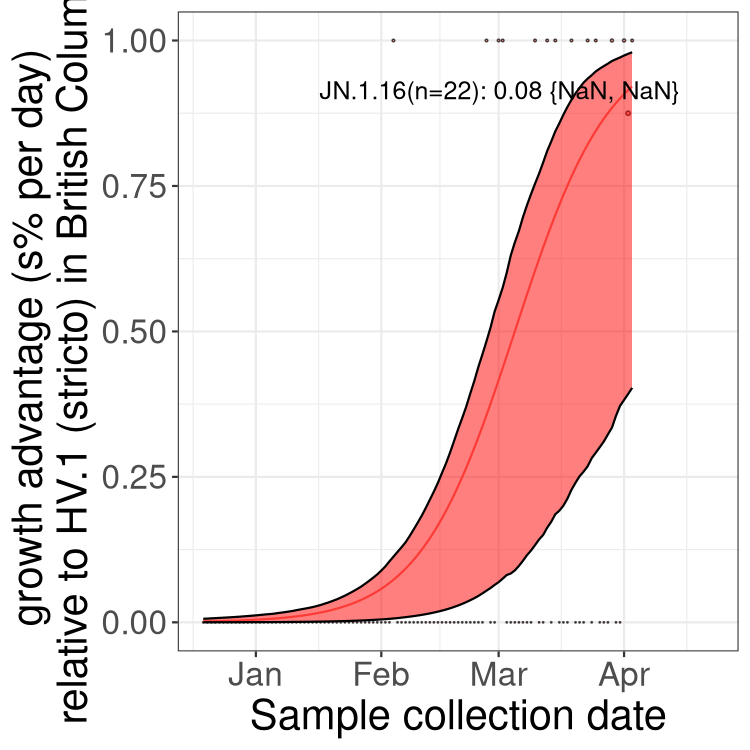 growth advantage (s% per day)
relative to HV.1 (stricto) in British Colum
1.00
0.75
0.50
0.25
0.00
JN.1.16(n=22): 0.08 {NaN, NaN}
Jan Feb Mar Apr
Sample collection date